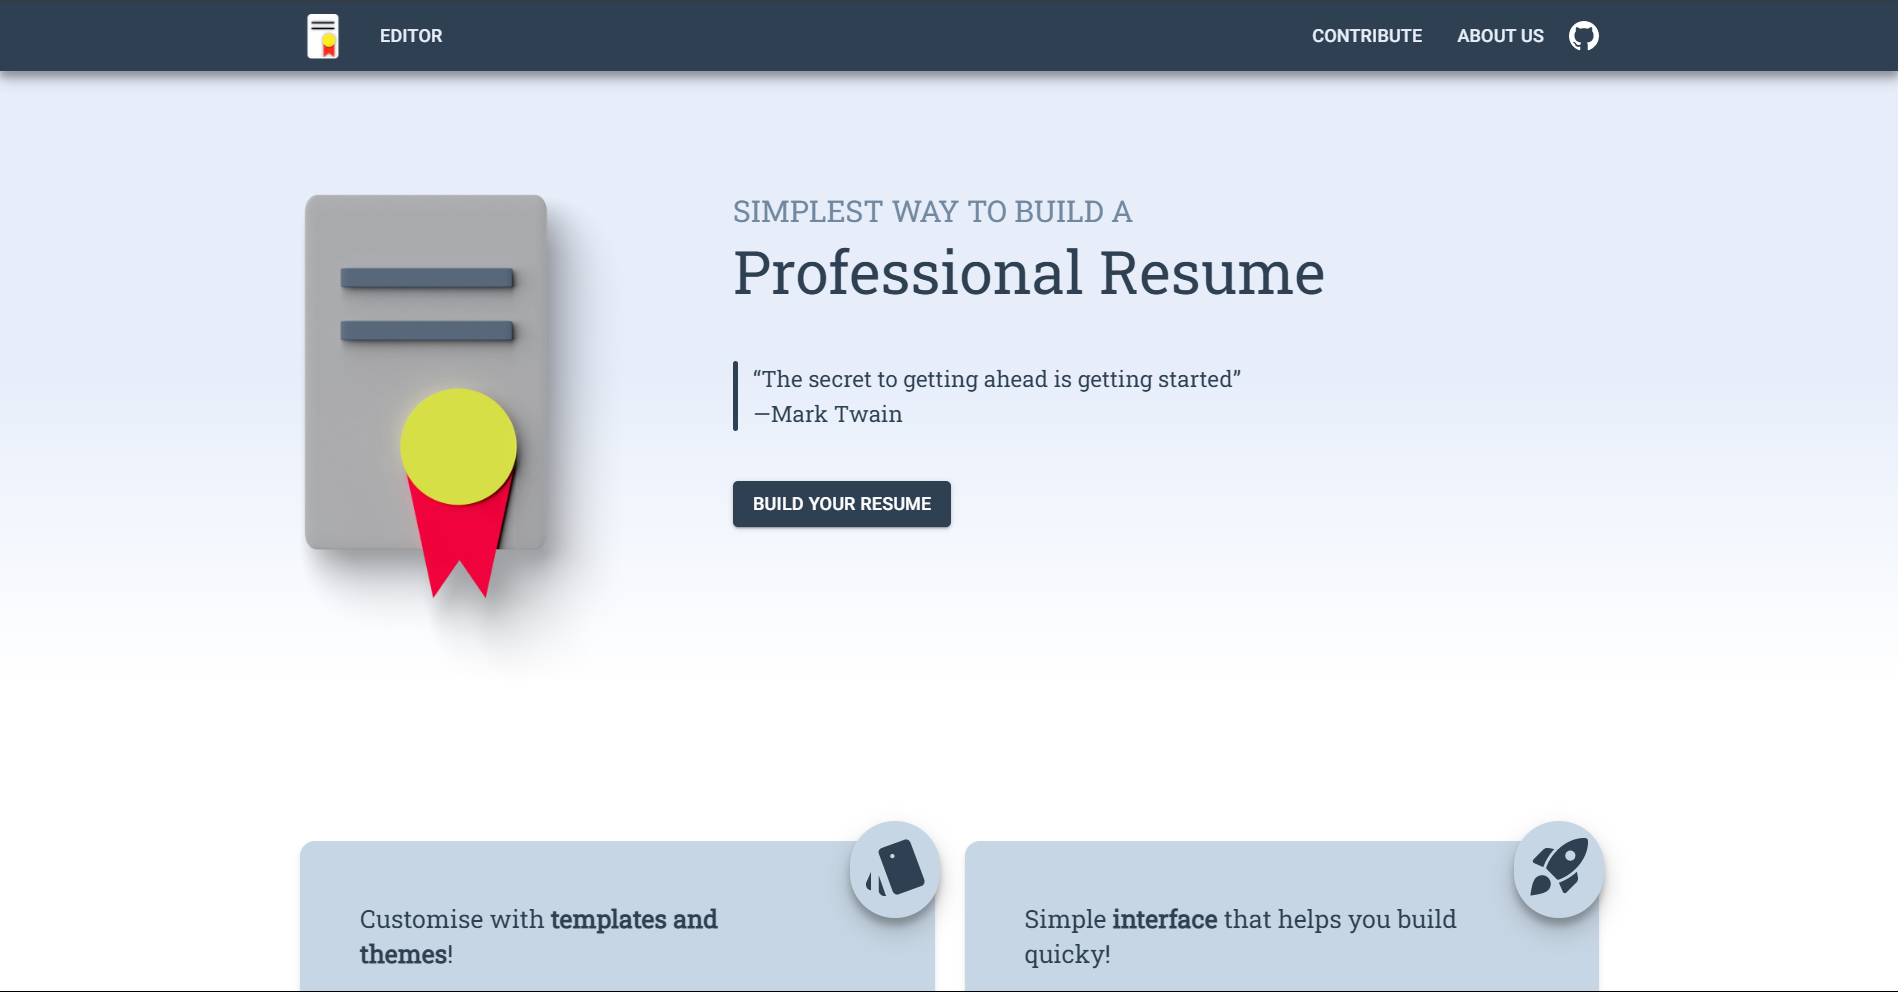 EDITOR
CONTRIBUTE
ABOUT US
SIMPLEST WAY TO BUILD A
Professional Resume
“The secret to getting ahead is getting started”
—Mark Twain
BUILD YOUR RESUME
Customise with templates and
themes!
Simple interface that helps you build
quicky!